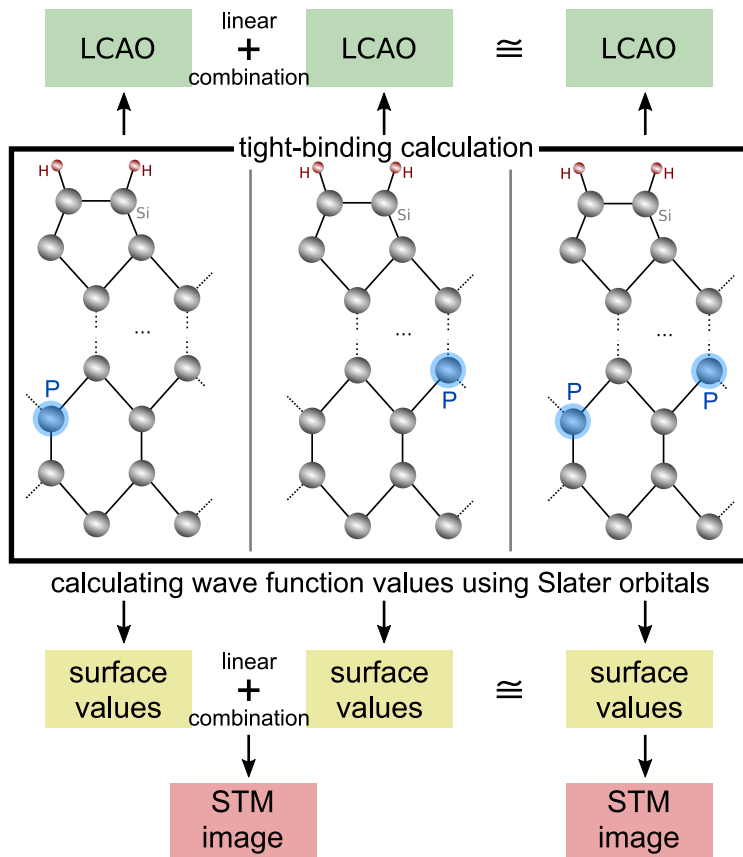 LCAO
linear
+
combination
LCAO
≅
LCAO
tight-binding calculation
H
H
Si
...
P
H
H
Si
...
P
H
H
Si
...
P
P
calculating wave function values using Slater orbitals
surface
values
linear
+
combination
surface
values
≅
surface
values
STM
image
STM
image